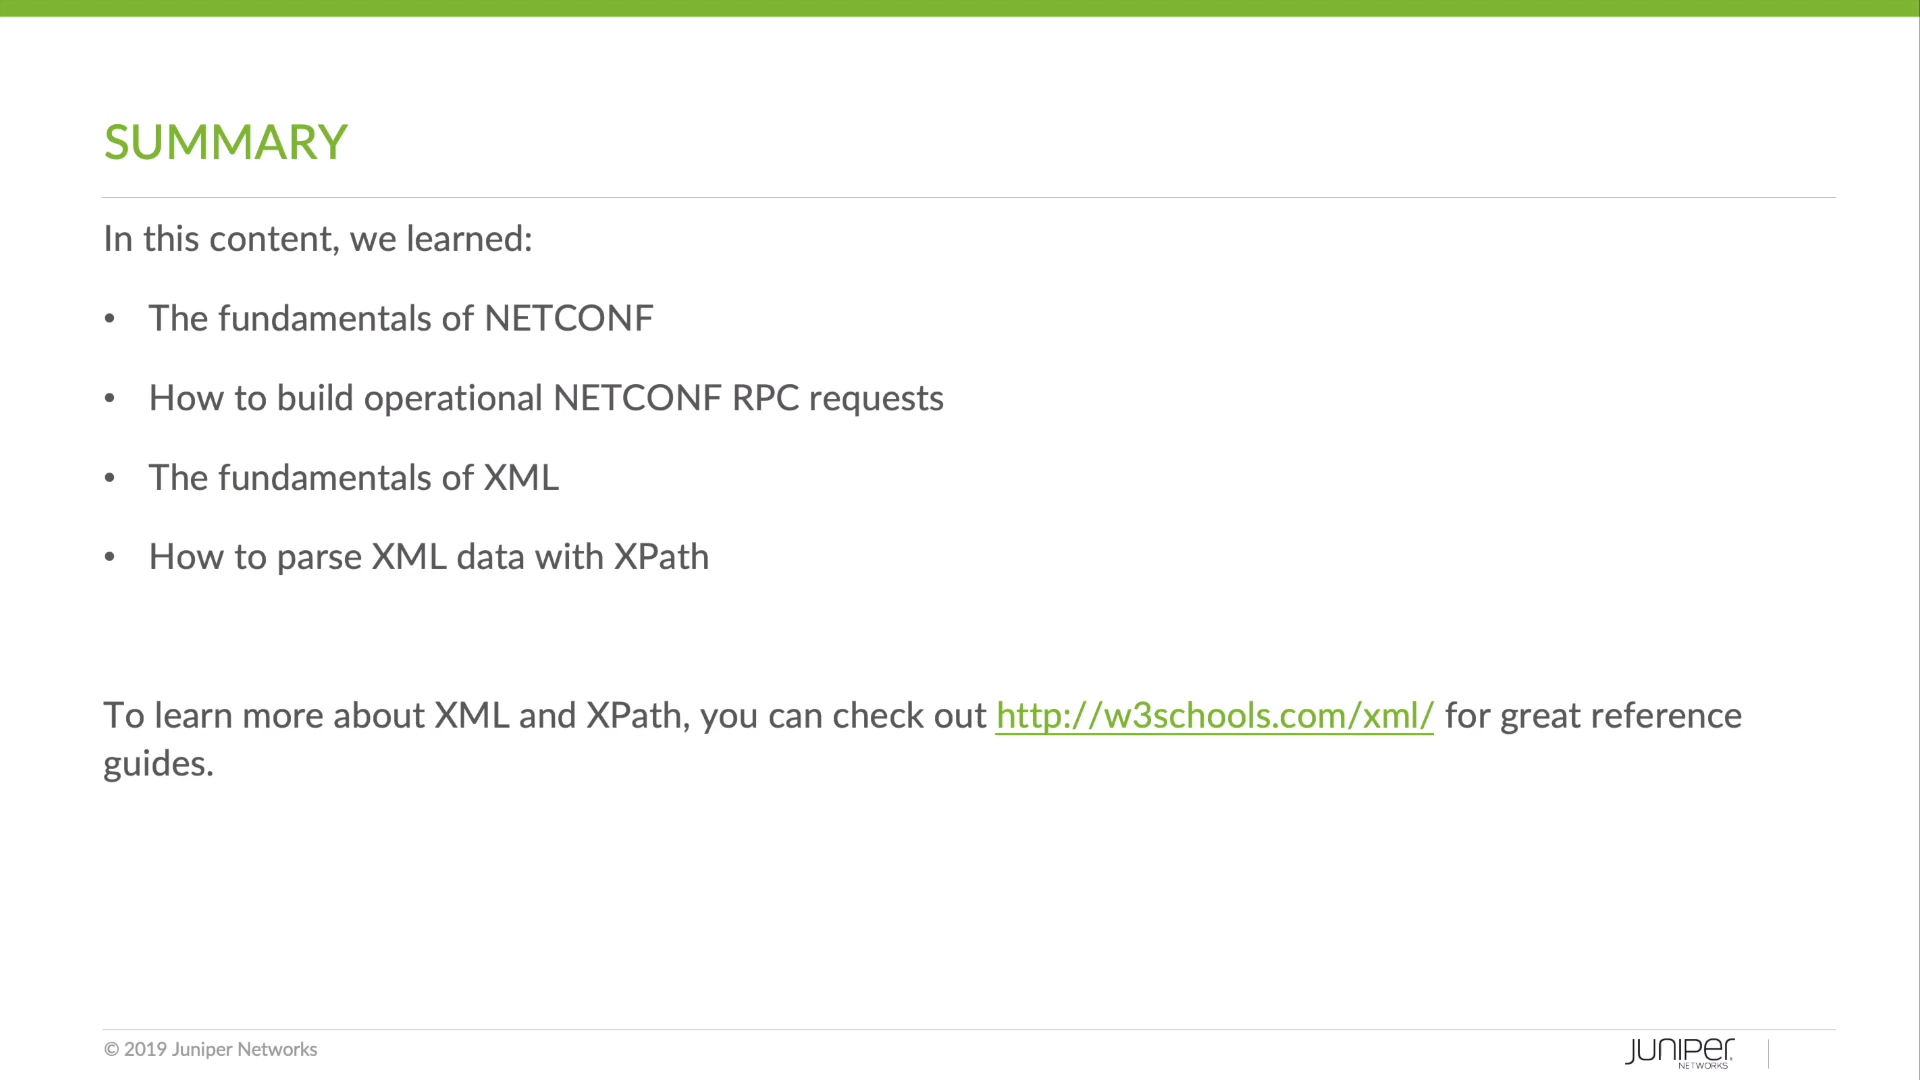 SUMMARY
In this content, we learned:
• The fundamentals of NETCONF
• How to build operational NETCONF RPC requests
• The fundamentals of XML
• How to parse XML data with XPath
To learn more about XML and XPath, you can check out http://w3schools.com/xml/ for great reference
guides.
© 2019 Juniper Networks
JUNIPER
NETWORKS